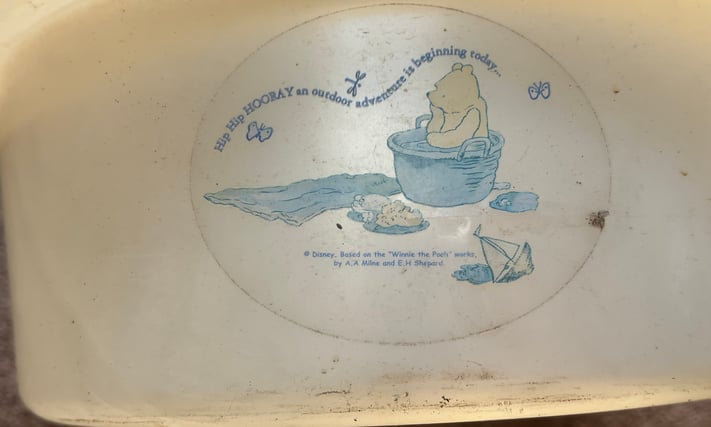 Hip Hip HOORAY an outdoor adventure is beginning today...
© Disney. Based on the "Winnie the Pooh" works,
by A.A Milne and E.H Shepard.